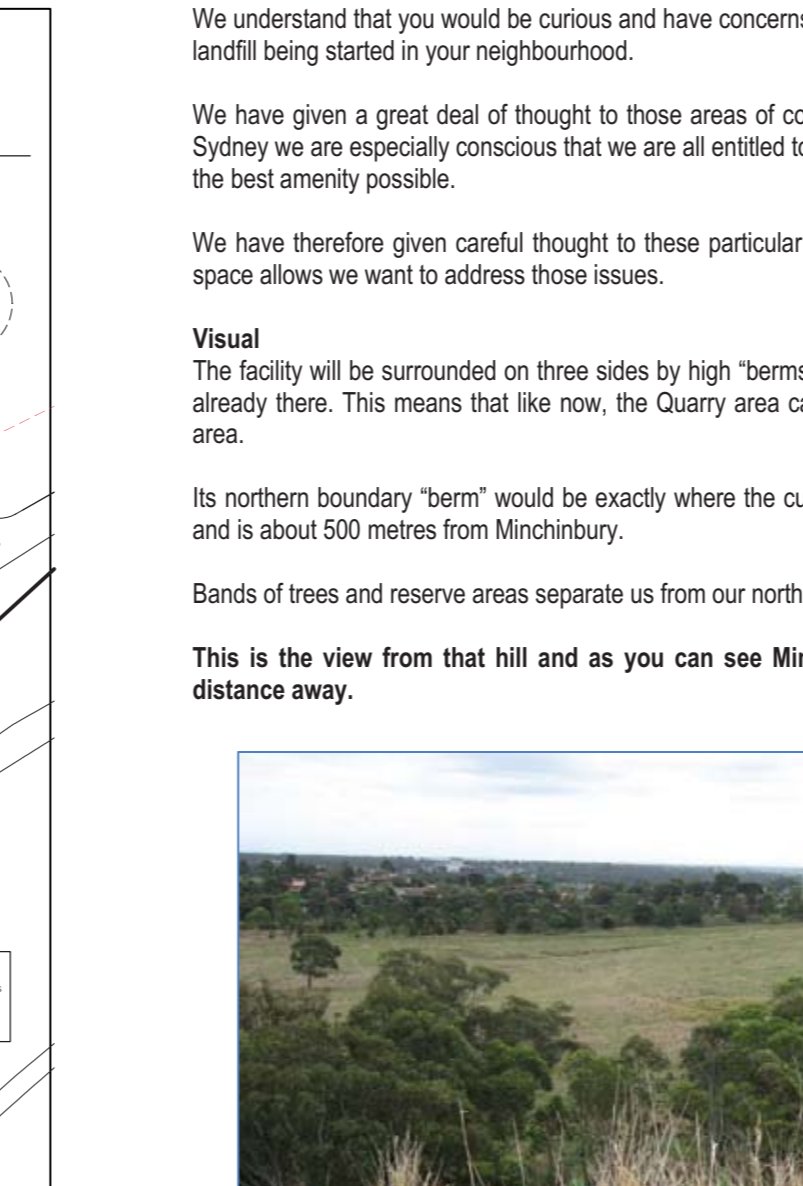 We understand that you would be curious and have concerns
landfill being started in your neighbourhood.
We have given a great deal of thought to those areas of
Sydney we are especially conscious that we are all entitled to
the best amenity possible.
We have therefore given careful thought to these particular
space allows we want to address those issues.
Visual
The facility will be surrounded on three sides by high “berms
already there. This means that like now, the Quarry area
area.
Its northern boundary “berm” would be exactly where the
and is about 500 metres from Minchinbury.
Bands of trees and reserve areas separate us from our north
This is the view from that hill and as you can see
distance away.